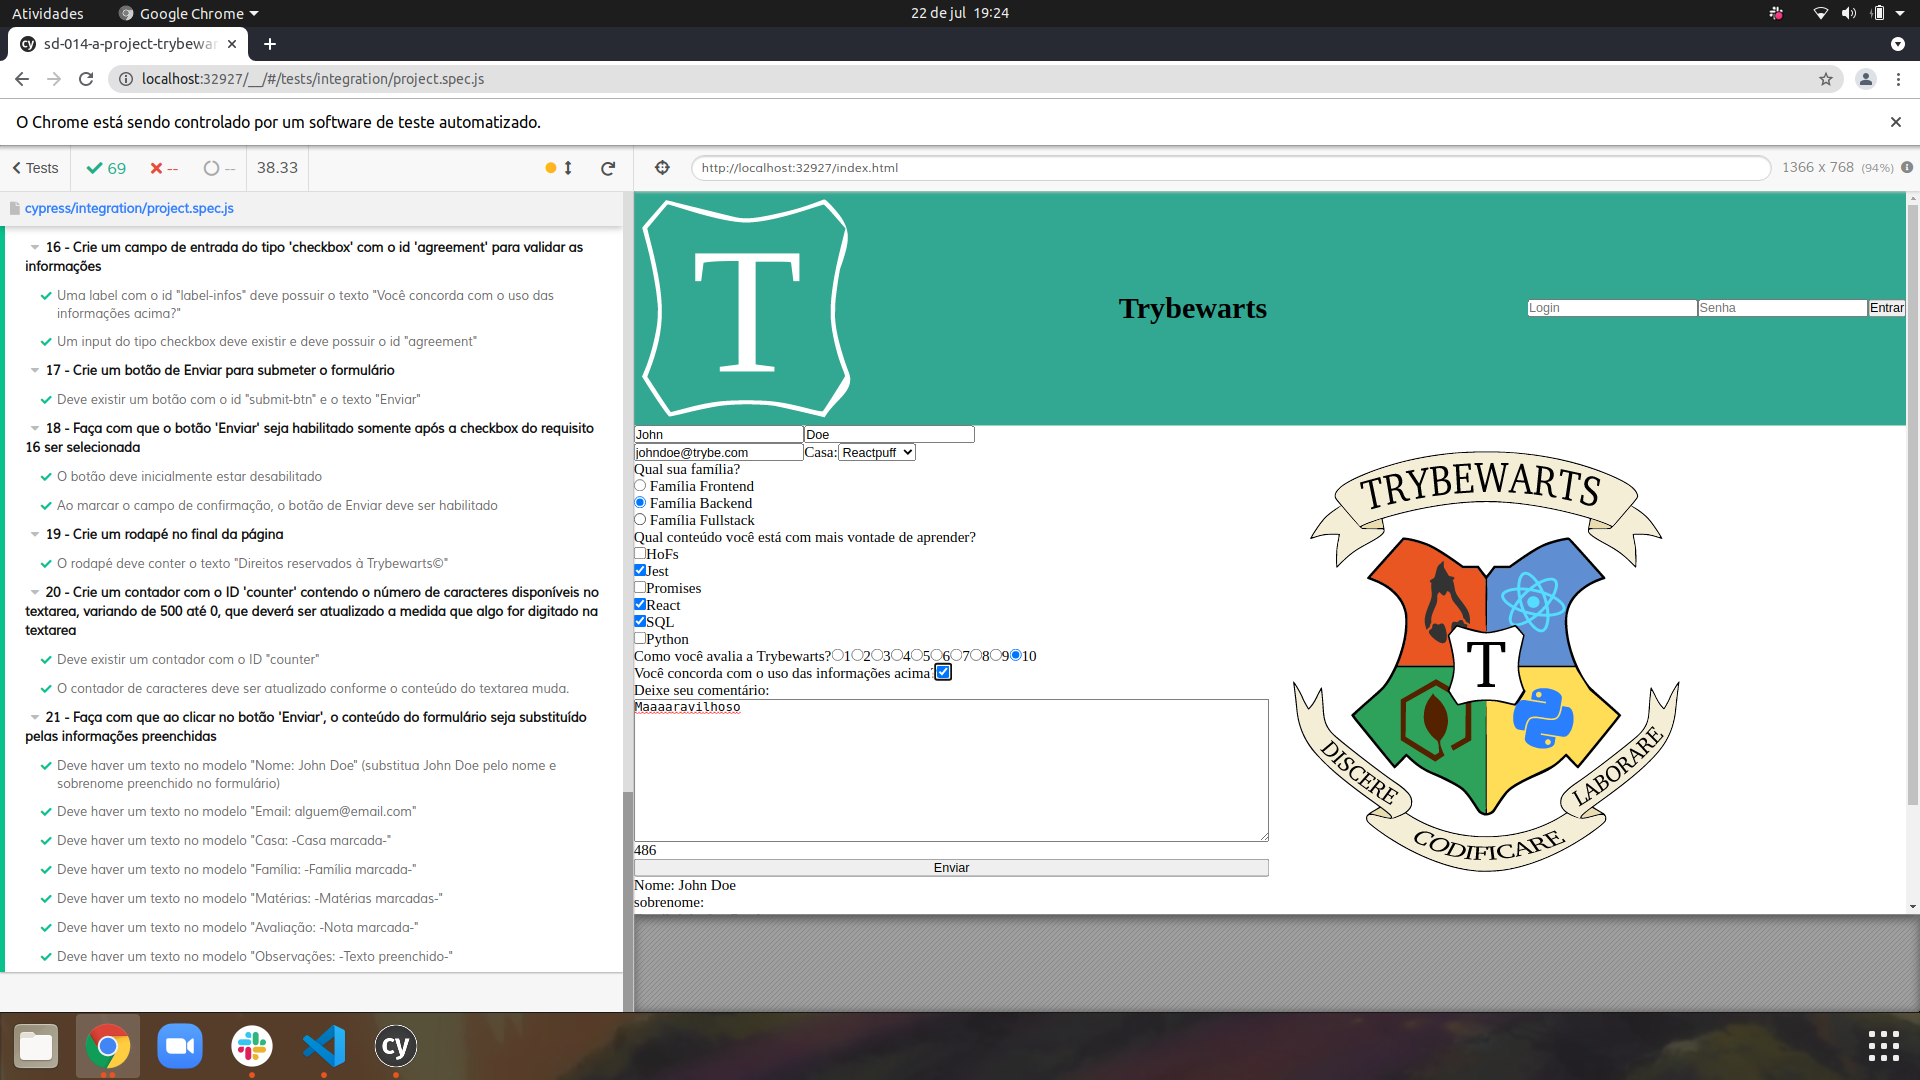 Atividades
Google Chrome
22 de jul 19:24
sd-014-a-project-trybewar
localhost:32927/__/#/tests/integration/project.spec.js
O Chrome está sendo controlado por um software de teste automatizado.
Tests
69
--
--
38.33
http://localhost:32927/index.html
1366 x 768 (94%)
cypress/integration/project.spec.js
16 - Crie um campo de entrada do tipo 'checkbox' com o id 'agreement' para validar as
informações
Uma label com o id "label-infos" deve possuir o texto "Você concorda com o uso das
informações acima?"
Um input do tipo checkbox deve existir e deve possuir o id "agreement"
17 - Crie um botão de Enviar para submeter o formulário
Deve existir um botão com o id "submit-btn" e o texto "Enviar"
18 - Faça com que o botão 'Enviar' seja habilitado somente após a checkbox do requisito
16 ser selecionada
O botão deve inicialmente estar desabilitado
Ao marcar o campo de confirmação, o botão de Enviar deve ser habilitado
19 - Crie um rodapé no final da página
O rodapé deve conter o texto "Direitos reservados à Trybewarts©"
20 - Crie um contador com o ID 'counter' contendo o número de caracteres disponíveis no
textarea, variando de 500 até 0, que deverá ser atualizado a medida que algo for digitado na
textarea
Deve existir um contador com o ID "counter"
O contador de caracteres deve ser atualizado conforme o conteúdo do textarea muda.
21 - Faça com que ao clicar no botão 'Enviar', o conteúdo do formulário seja substituído
pelas informações preenchidas
Deve haver um texto no modelo "Nome: John Doe" (substitua John Doe pelo nome e
sobrenome preenchido no formulário)
Deve haver um texto no modelo "Email: alguem@email.com"
Deve haver um texto no modelo "Casa: -Casa marcada-"
Deve haver um texto no modelo "Família: -Família marcada-"
Deve haver um texto no modelo "Matérias: -Matérias marcadas-"
Deve haver um texto no modelo "Avaliação: -Nota marcada-"
Deve haver um texto no modelo "Observações: -Texto preenchido-"
T
Trybewarts
Login
Senha
Entrar
John
Doe
johndoe@trybe.com
Casa: Reactpuff
Qual sua família?
Família Frontend
Família Backend
Família Fullstack
Qual conteúdo você está com mais vontade de aprender?
HoFs
Jest
Promises
React
SQL
Python
Como você avalia a Trybewarts? 1 2 3 4 5 6 7 8 9 10
Você concorda com o uso das informações acima?
Deixe seu comentário:
Maaaaravilhoso
486
Enviar
Nome: John Doe
sobrenome:
TRYBEWARTS
T
DISCERE
CODIFICARE
LABORARE
cy